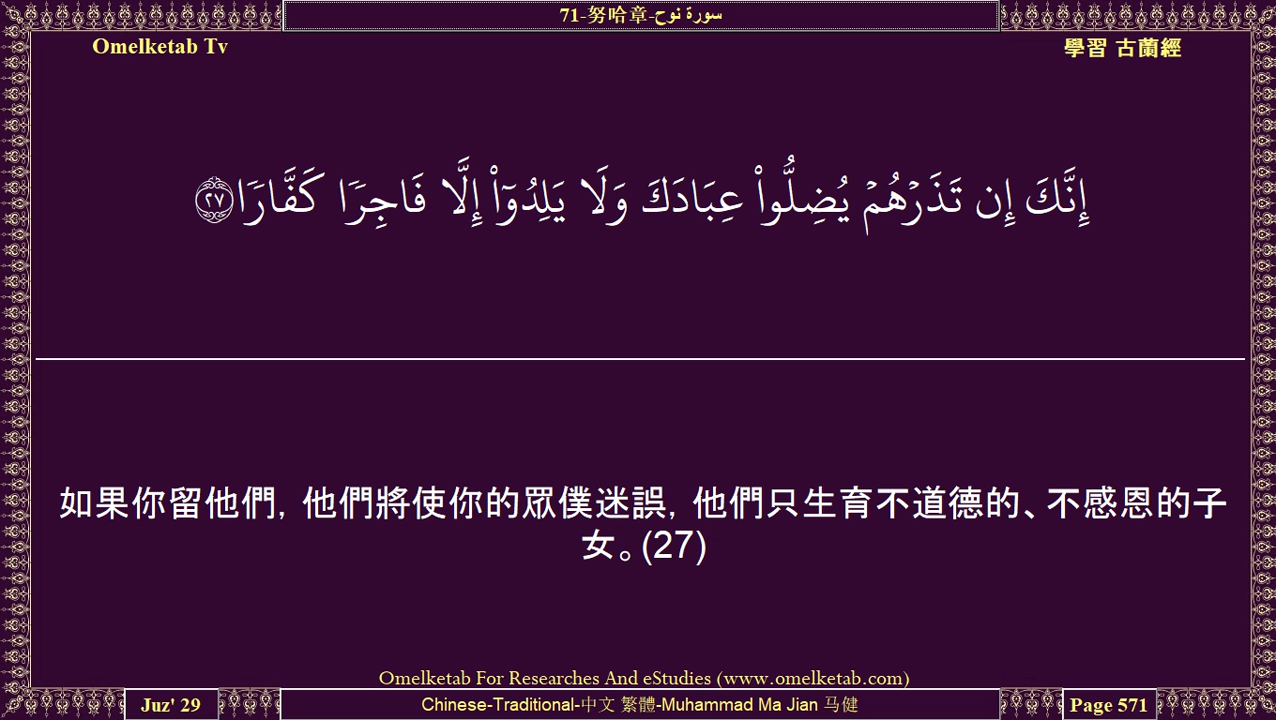 71-努哈章-سورة نوح
Omelketab Tv
學習 古蘭經
إِنَّكَ إِن تَذَرۡهُمۡ يُضِلُّواْ عِبَادَكَ وَلَا يَلِدُوٓاْ إِلَّا فَاجِرٗا كَفَّارٗا ٢٧
如果你留他們，他們將使你的眾僕迷誤，他們只生育不道德的、不感恩的子
女。(27)
Omelketab For Researches And eStudies (www.omelketab.com)
Juz' 29
Chinese-Traditional-中文 繁體-Muhammad Ma Jian 马健
Page 571